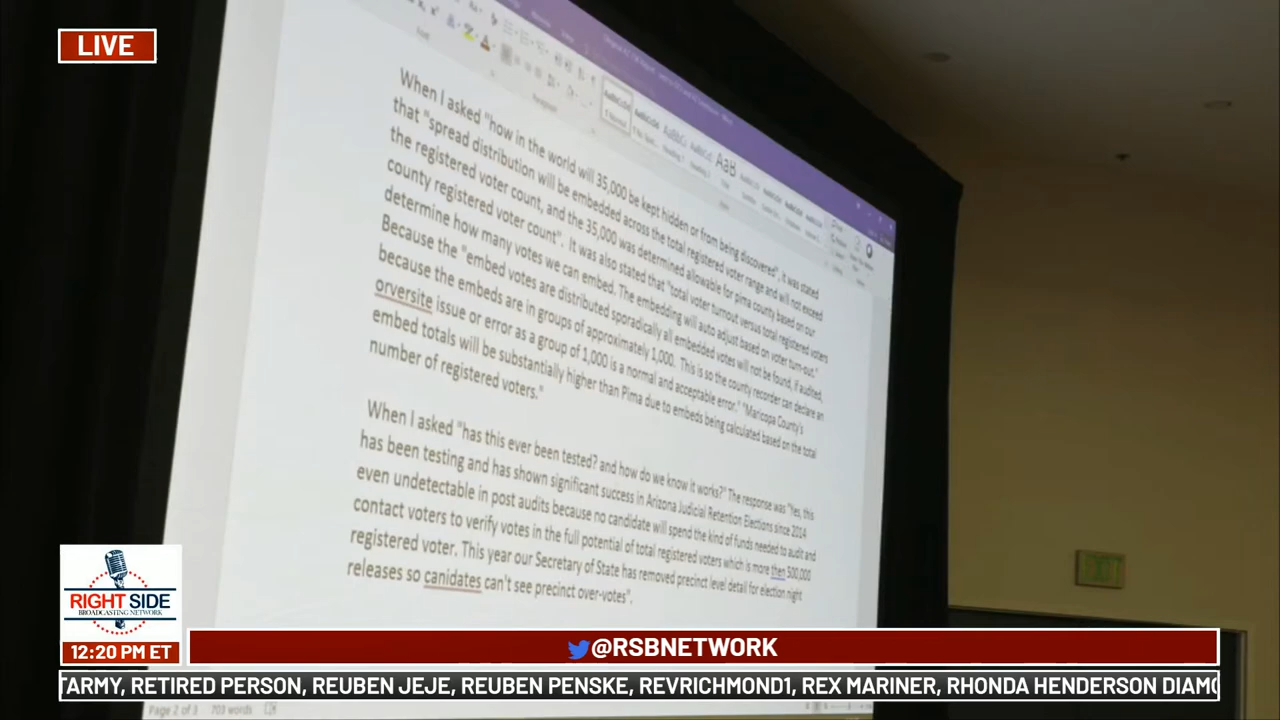 LIVE
When I asked "how in the world will 35,000 be kept hidden or from being discovered", it was stated
that "spread distribution will be embedded across the total registered voter range and will not exceed
the registered voter count, and the 35,000 was determined allowable for pima county based on our
county registered voter count". It was also stated that "total voter turnout versus total registered voters
determine how many votes we can embed. The embedding will auto adjust based on voter turn-out."
Because the "embed votes are distributed sporadically all embedded votes will not be found, if audited,
because the embeds are in groups of approximately 1,000. This is so the county recorder can declare an
orversite issue or error as a group of 1,000 is a normal and acceptable error." "Maricopa County's
embed totals will be substantially higher than Pima due to embeds being calculated based on the total
number of registered voters."
When I asked "has this ever been tested? and how do we know it works?" The response was "Yes, this
has been testing and has shown significant success in Arizona Judicial Retention Elections since 2014
even undetectable in post audits because no candidate will spend the kind of funds needed to audit and
contact voters to verify votes in the full potential of total registered voters which is more then 500,000
registered voter. This year our Secretary of State has removed precinct level detail for election night
releases so canidates can't see precinct over-votes".
EXIT
RIGHT SIDE
BROADCASTING NETWORK
12:20 PM ET
@RSBNETWORK
TARMY, RETIRED PERSON, REUBEN JEJE, REUBEN PENSKE, REVRICHMOND1, REX MARINER, RHONDA HENDERSON DIAMO
Page 2 of 3 703 words